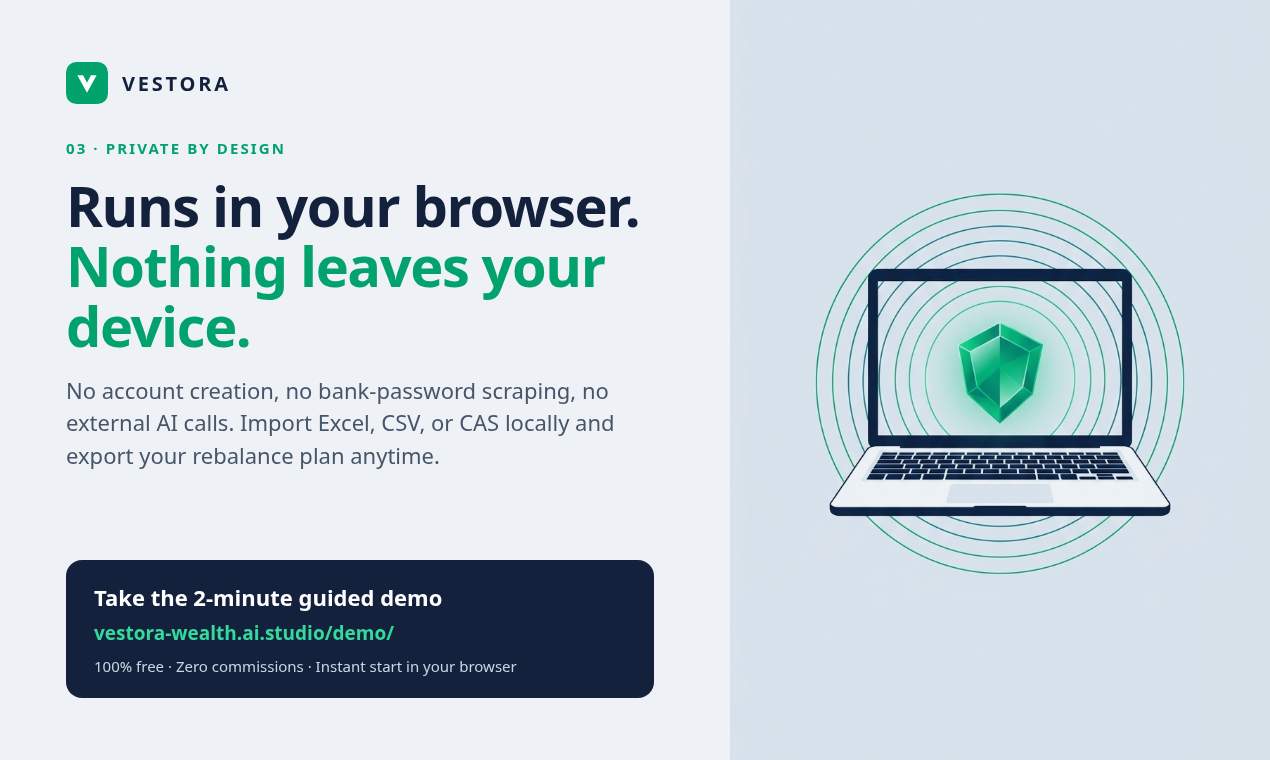 VESTORA
03 · PRIVATE BY DESIGN
Runs in your browser.
Nothing leaves your
device.
No account creation, no bank-password scraping, no
external AI calls. Import Excel, CSV, or CAS locally and
export your rebalance plan anytime.
Take the 2-minute guided demo
vestora-wealth.ai.studio/demo/
100% free · Zero commissions · Instant start in your browser